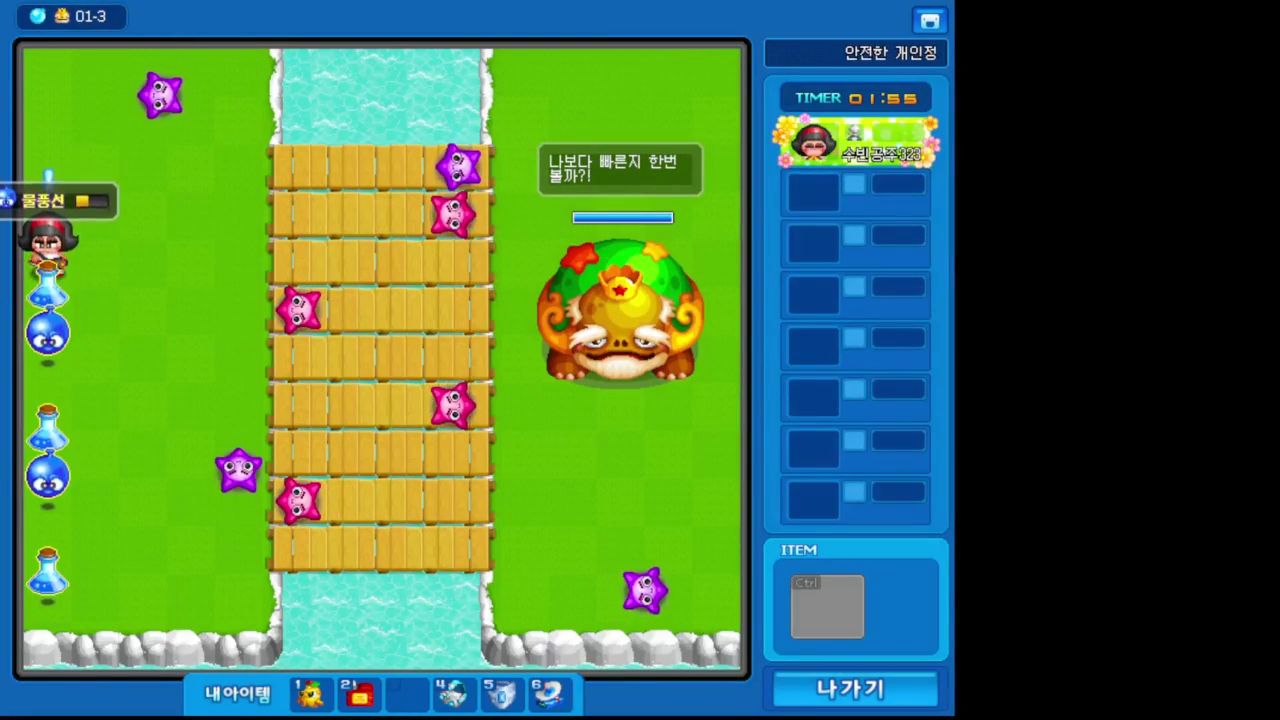 01-3
안전한 개인정
TIMER 01:55
수빈공주323
나보다 빠른지 한번
볼까?!
물풍선
ITEM
Ctrl
내 아이템
1
2
4
5
6
나가기